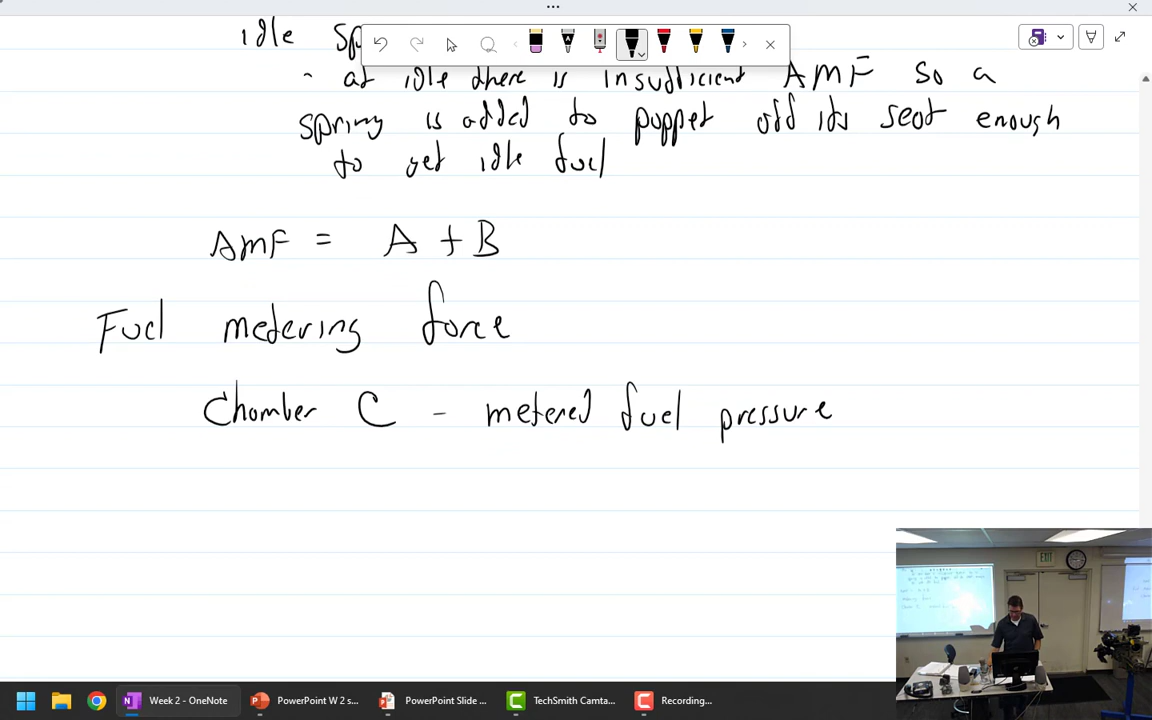 idle Sp
- at idle there is insufficient AMF so a
spring is added to poppet off its seat enough
to get idle fuel
AMF = A + B
Fuel metering force
Chamber C - metered fuel pressure
EXIT
Week 2 - OneNote
PowerPoint W 2 s...
PowerPoint Slide ...
TechSmith Camta...
Recording...